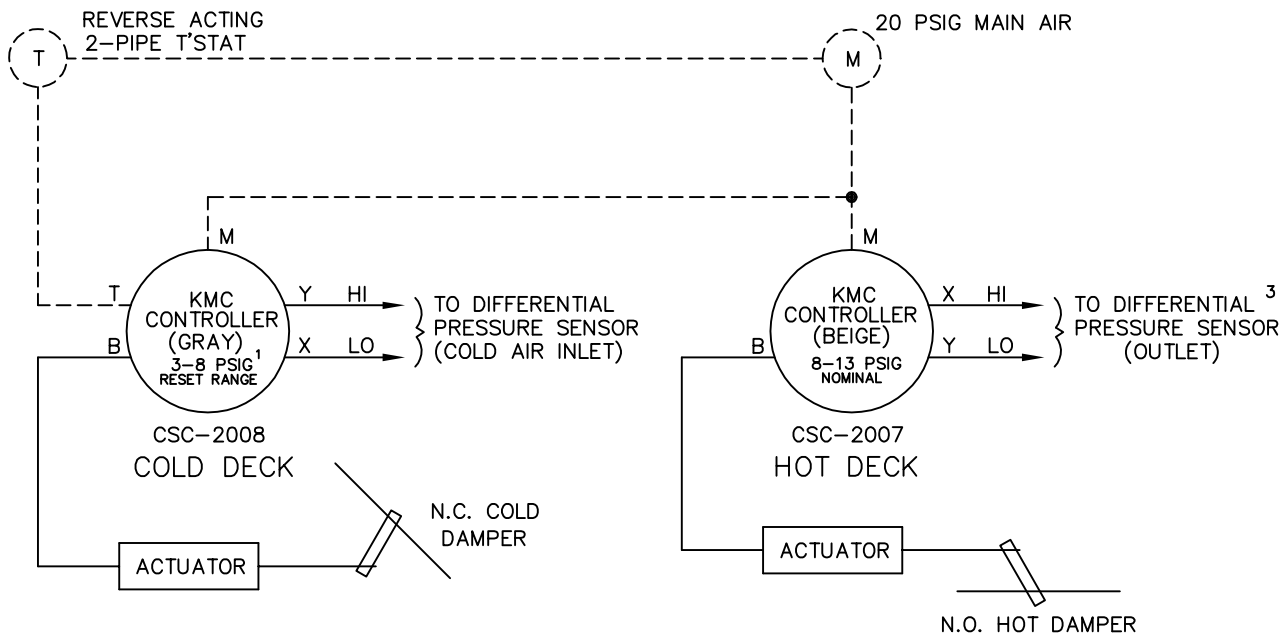 REVERSE ACTING
2-PIPE T'STAT
T
20 PSIG MAIN AIR
M
M
T
KMC
CONTROLLER
(GRAY)
3-8 PSIG 1
RESET RANGE
B
Y HI
X LO
TO DIFFERENTIAL
PRESSURE SENSOR
(COLD AIR INLET)
CSC-2008
COLD DECK
ACTUATOR
N.C. COLD
DAMPER
M
KMC
CONTROLLER
(BEIGE)
8-13 PSIG
NOMINAL
B
X HI
Y LO
TO DIFFERENTIAL 3
PRESSURE SENSOR
(OUTLET)
CSC-2007
HOT DECK
ACTUATOR
N.O. HOT DAMPER